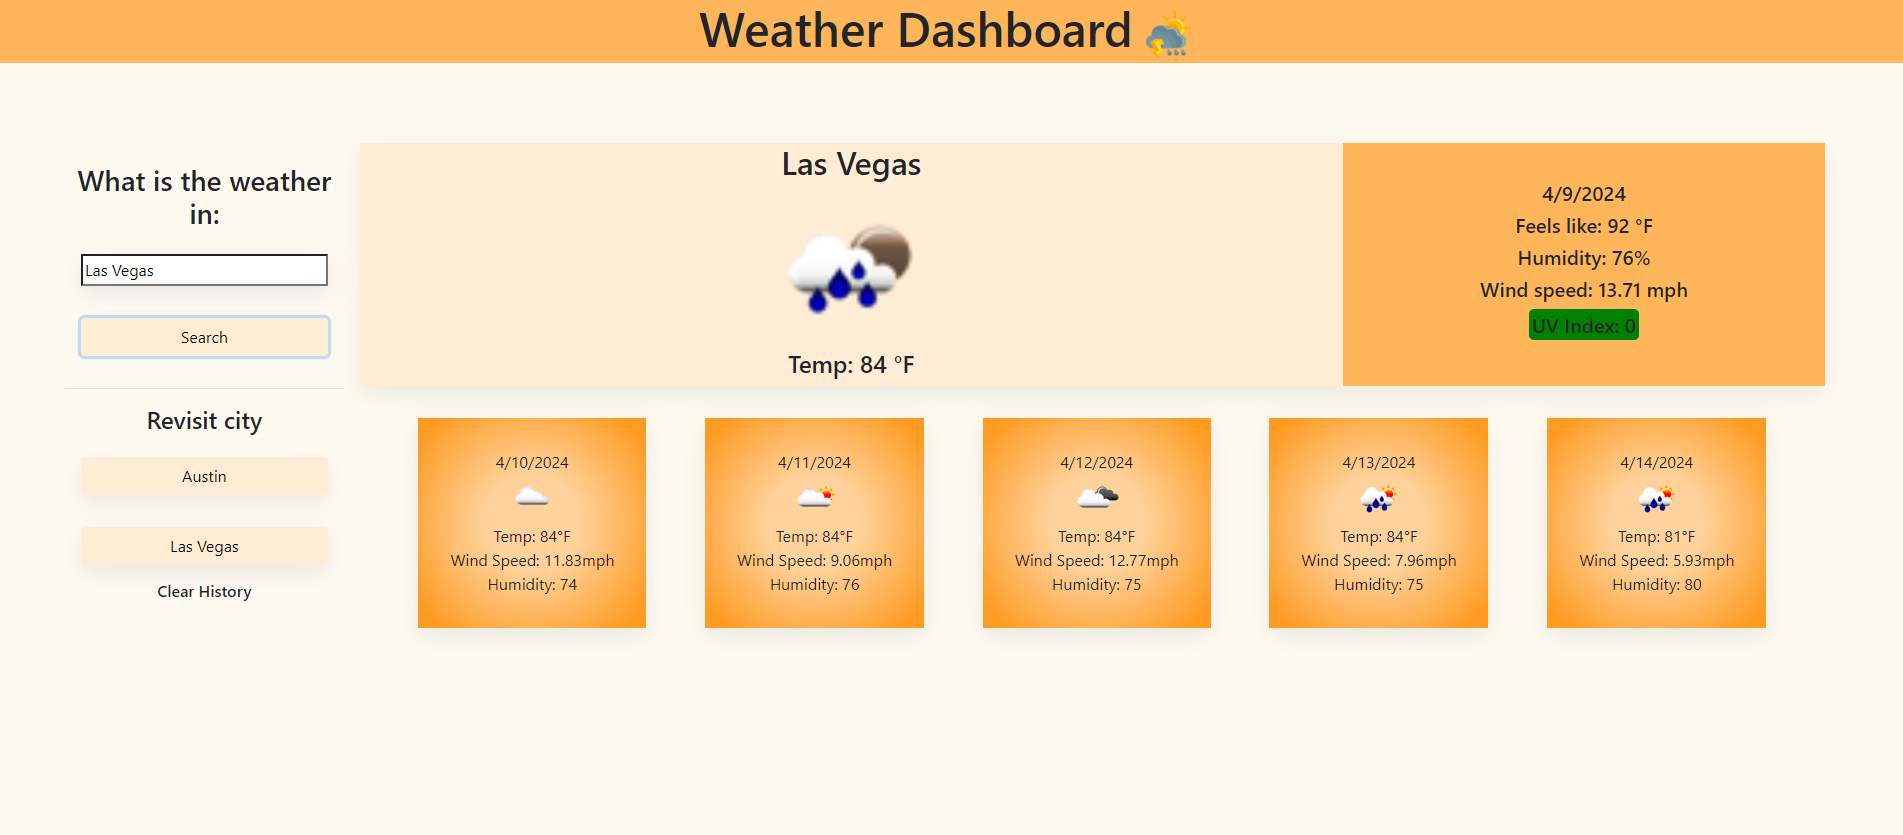 Weather Dashboard
What is the weather
in:
Las Vegas
Search
Revisit city
Austin
Las Vegas
Clear History
Las Vegas
Temp: 84 °F
4/9/2024
Feels like: 92 °F
Humidity: 76%
Wind speed: 13.71 mph
UV Index: 0
4/10/2024
Temp: 84°F
Wind Speed: 11.83mph
Humidity: 74
4/11/2024
Temp: 84°F
Wind Speed: 9.06mph
Humidity: 76
4/12/2024
Temp: 84°F
Wind Speed: 12.77mph
Humidity: 75
4/13/2024
Temp: 84°F
Wind Speed: 7.96mph
Humidity: 75
4/14/2024
Temp: 81°F
Wind Speed: 5.93mph
Humidity: 80